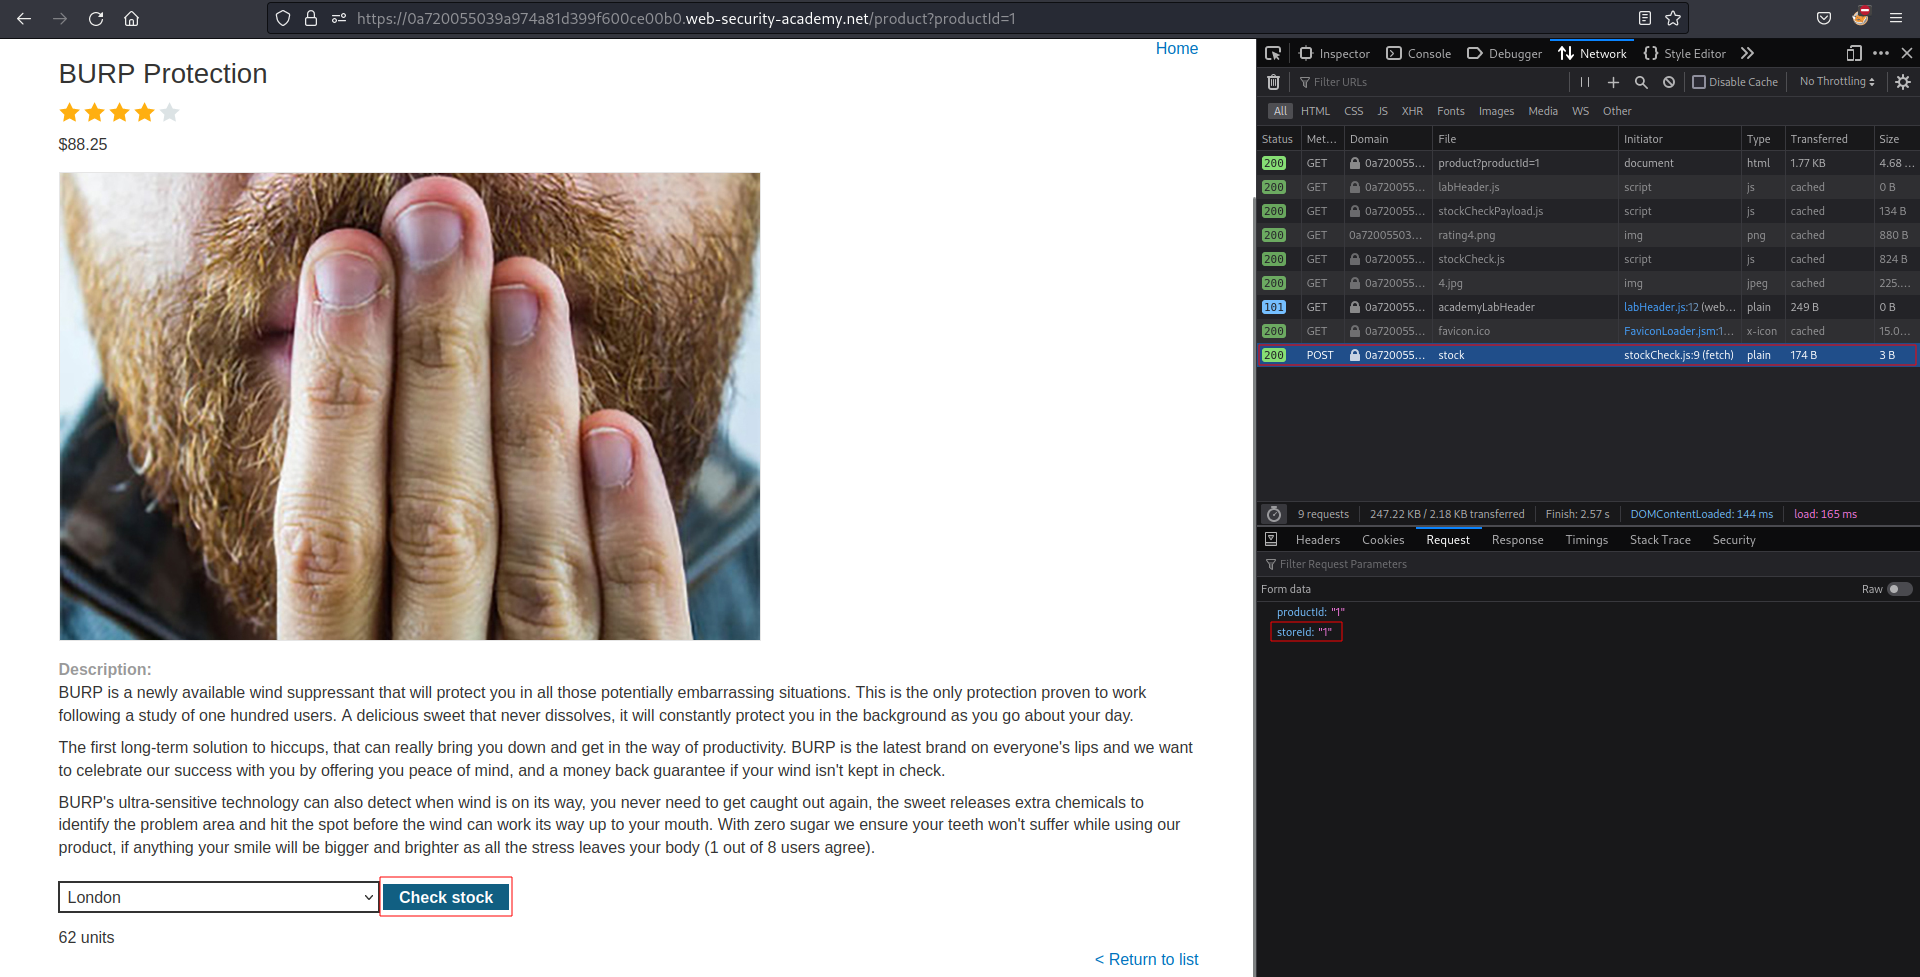 https://0a720055039a974a81d399f600ce00b0.web-security-academy.net/product?productId=1
Home
BURP Protection
$88.25
Description:
BURP is a newly available wind suppressant that will protect you in all those potentially embarrassing situations. This is the only protection proven to work
following a study of one hundred users. A delicious sweet that never dissolves, it will constantly protect you in the background as you go about your day.
The first long-term solution to hiccups, that can really bring you down and get in the way of productivity. BURP is the latest brand on everyone's lips and we want
to celebrate our success with you by offering you peace of mind, and a money back guarantee if your wind isn't kept in check.
BURP's ultra-sensitive technology can also detect when wind is on its way, you never need to get caught out again, the sweet releases extra chemicals to
identify the problem area and hit the spot before the wind can work its way up to your mouth. With zero sugar we ensure your teeth won't suffer while using our
product, if anything your smile will be bigger and brighter as all the stress leaves your body (1 out of 8 users agree).
London Check stock
62 units
< Return to list
Inspector Console Debugger Network Style Editor
Filter URLs Disable Cache No Throttling
All HTML CSS JS XHR Fonts Images Media WS Other
Status Met... Domain File Initiator Type Transferred Size
200 GET 0a720055... product?productId=1 document html 1.77 KB 4.68 ...
200 GET 0a720055... labHeader.js script js cached 0 B
200 GET 0a720055... stockCheckPayload.js script js cached 134 B
200 GET 0a72005503... rating4.png img png cached 880 B
200 GET 0a720055... stockCheck.js script js cached 824 B
200 GET 0a720055... 4.jpg img jpeg cached 225....
101 GET 0a720055... academyLabHeader labHeader.js:12 (web... plain 249 B 0 B
200 GET 0a720055... favicon.ico FaviconLoader.jsm:1... x-icon cached 15.0...
200 POST 0a720055... stock stockCheck.js:9 (fetch) plain 174 B 3 B
9 requests 247.22 KB / 2.18 KB transferred Finish: 2.57 s DOMContentLoaded: 144 ms load: 165 ms
Headers Cookies Request Response Timings Stack Trace Security
Filter Request Parameters
Form data Raw
productId: "1"
storeId: "1"